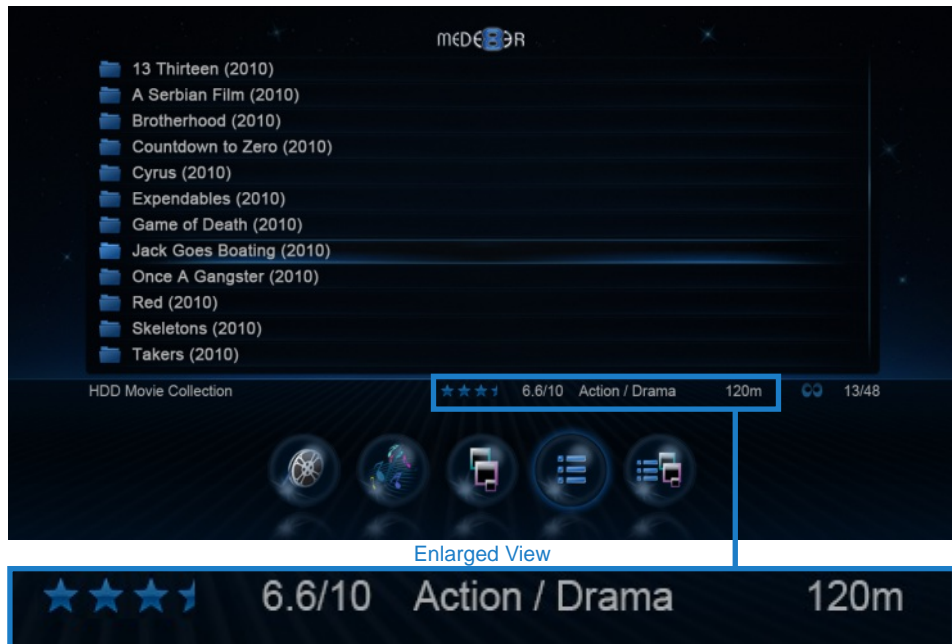 MEDE8ER
13 Thirteen (2010)
A Serbian Film (2010)
Brotherhood (2010)
Countdown to Zero (2010)
Cyrus (2010)
Expendables (2010)
Game of Death (2010)
Jack Goes Boating (2010)
Once A Gangster (2010)
Red (2010)
Skeletons (2010)
Takers (2010)
HDD Movie Collection 6.6/10 Action / Drama 120m 13/48
Enlarged View
6.6/10 Action / Drama 120m